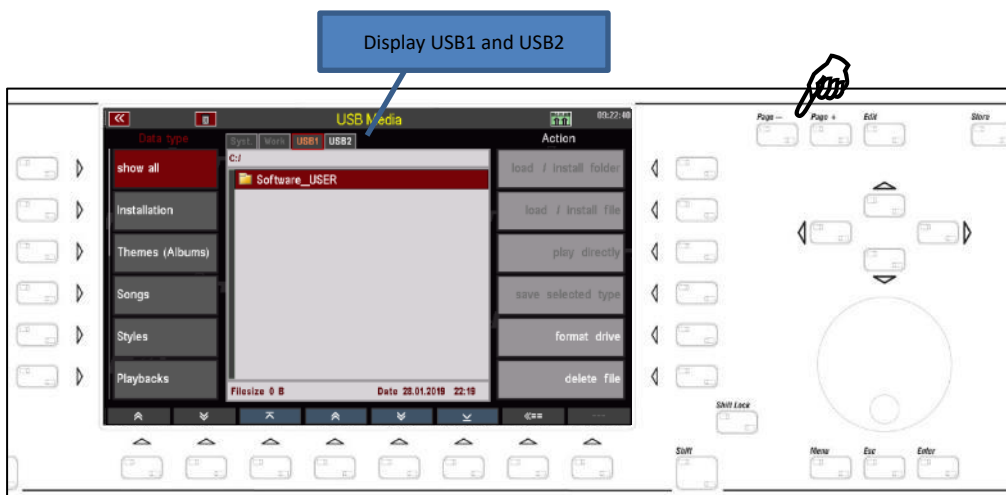 Display USB1 and USB2
USB Media
09:22:40
Data type
Syst.
Work
USB1
USB2
Action
C:/
Software_USER
show all
Installation
Themes (Albums)
Songs
Styles
Playbacks
load / Install folder
load / Install file
play directly
save selected type
format drive
delete file
Filesize 0 B
Date 28.01.2019 22:19
Page –
Page +
Edit
Store
Shift Lock
Shift
Menu
Esc
Enter